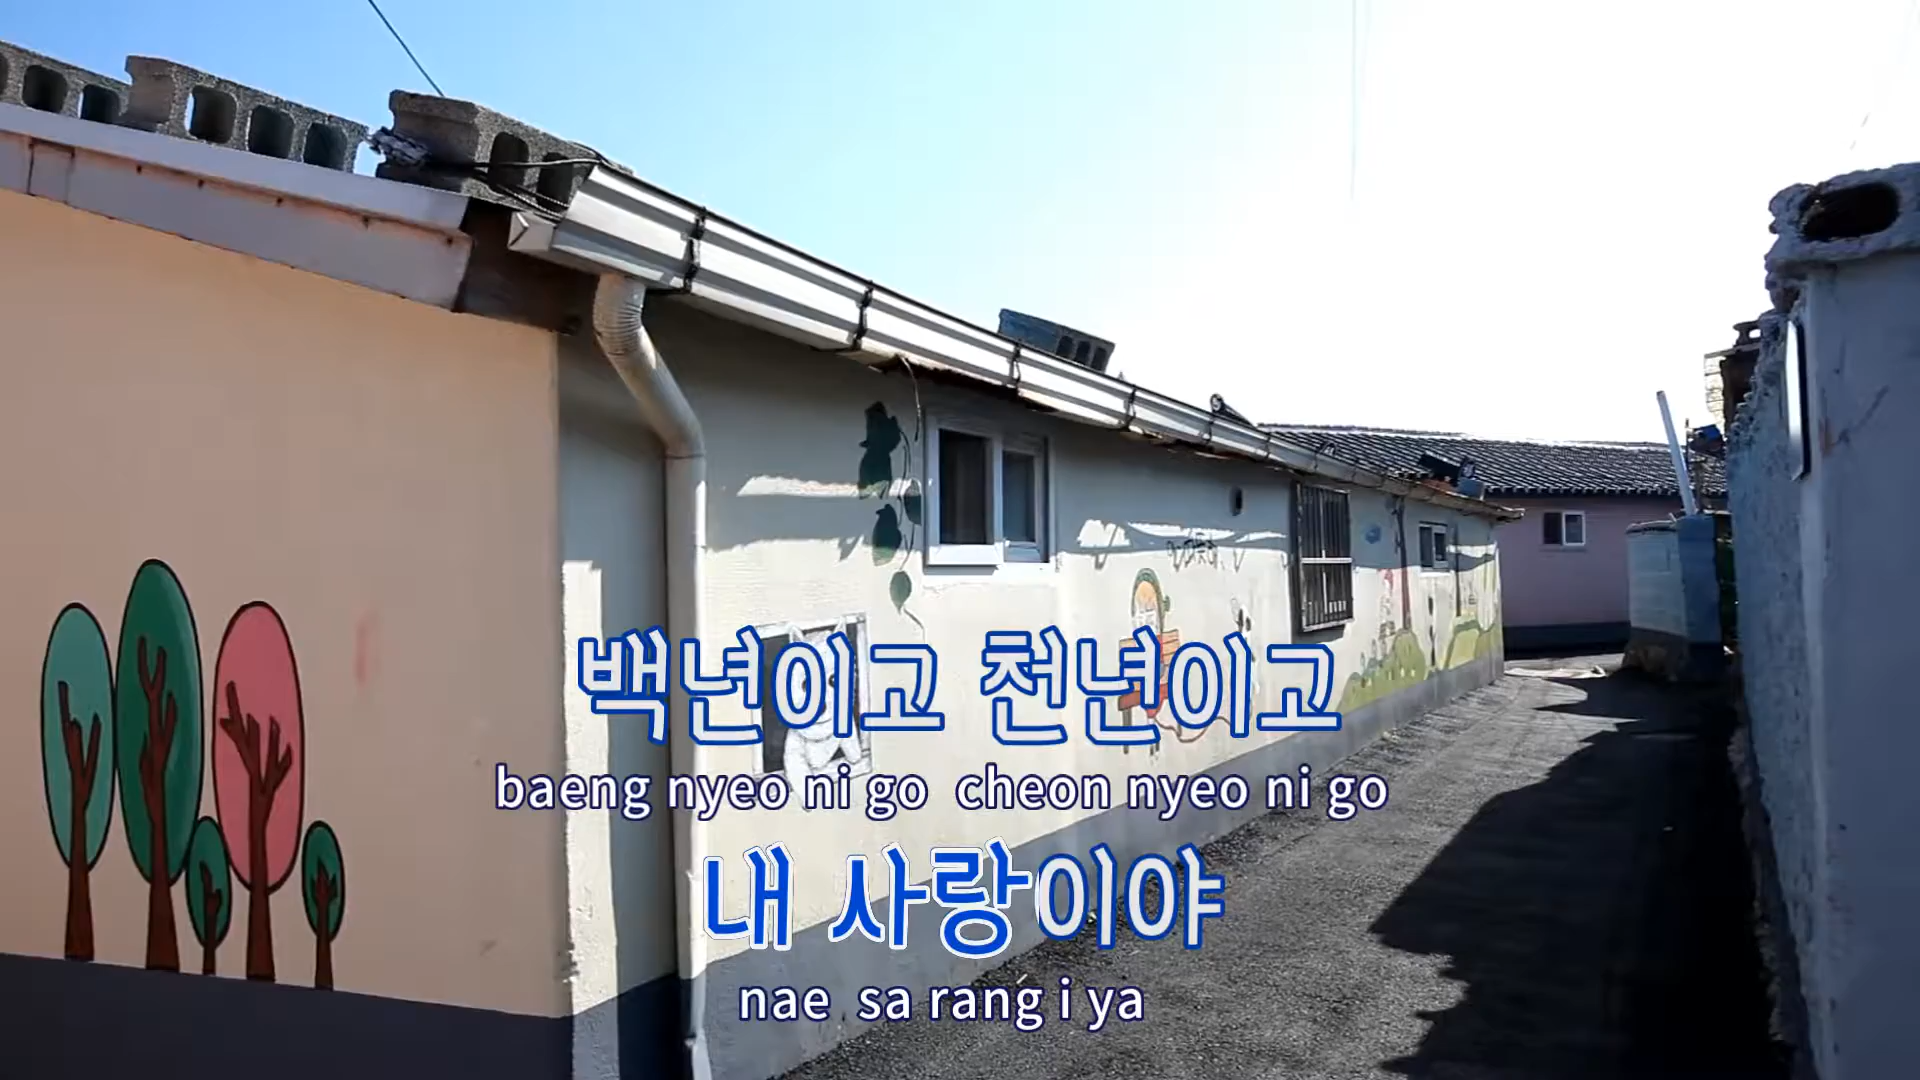 백년이고 천년이고
baeng nyeo ni go cheon nyeo ni go
내 사랑이야
nae sa rang i ya